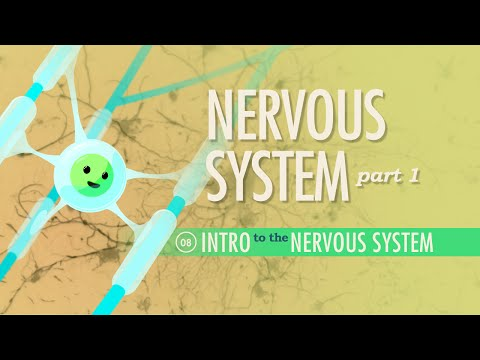 NERVOUS
SYSTEM part 1
08 INTRO to the NERVOUS SYSTEM